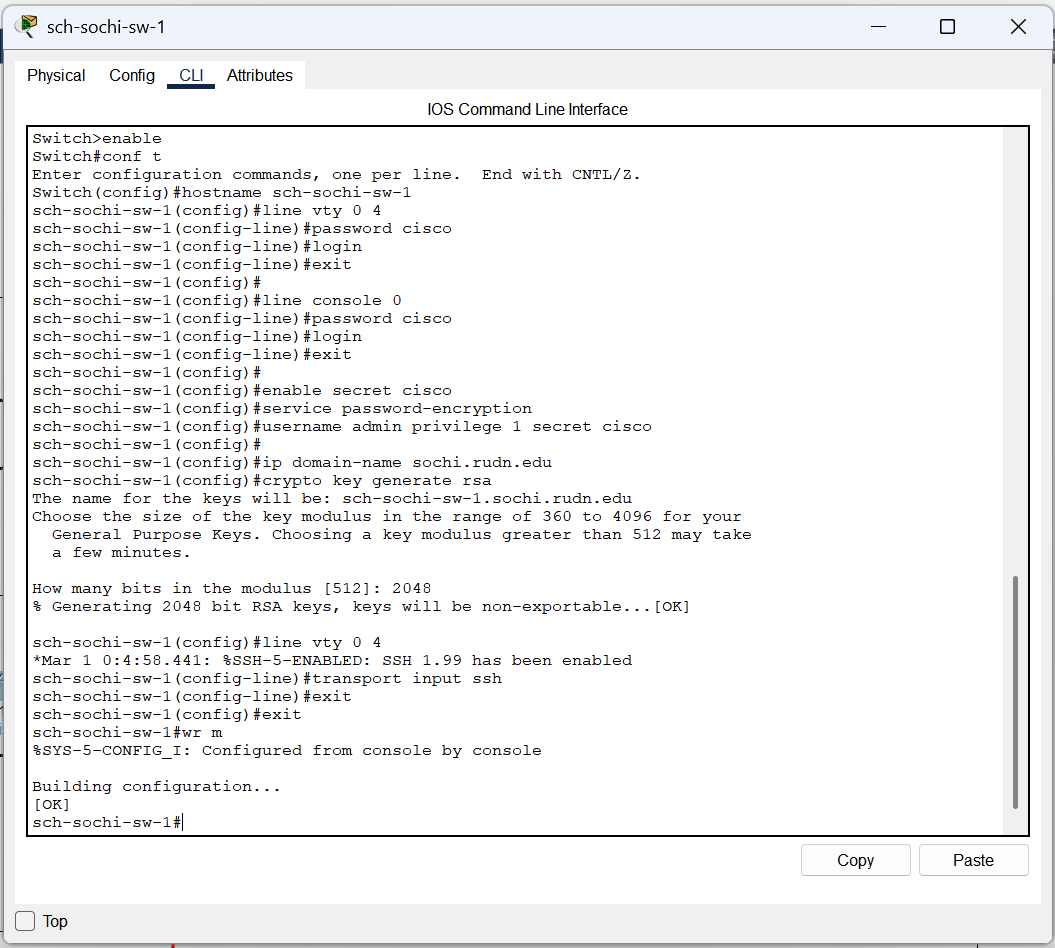 sch-sochi-sw-1
Physical Config CLI Attributes
IOS Command Line Interface
Switch>enable
Switch#conf t
Enter configuration commands, one per line.  End with CNTL/Z.
Switch(config)#hostname sch-sochi-sw-1
sch-sochi-sw-1(config)#line vty 0 4
sch-sochi-sw-1(config-line)#password cisco
sch-sochi-sw-1(config-line)#login
sch-sochi-sw-1(config-line)#exit
sch-sochi-sw-1(config)#
sch-sochi-sw-1(config)#line console 0
sch-sochi-sw-1(config-line)#password cisco
sch-sochi-sw-1(config-line)#login
sch-sochi-sw-1(config-line)#exit
sch-sochi-sw-1(config)#
sch-sochi-sw-1(config)#enable secret cisco
sch-sochi-sw-1(config)#service password-encryption
sch-sochi-sw-1(config)#username admin privilege 1 secret cisco
sch-sochi-sw-1(config)#
sch-sochi-sw-1(config)#ip domain-name sochi.rudn.edu
sch-sochi-sw-1(config)#crypto key generate rsa
The name for the keys will be: sch-sochi-sw-1.sochi.rudn.edu
Choose the size of the key modulus in the range of 360 to 4096 for your
  General Purpose Keys. Choosing a key modulus greater than 512 may take
  a few minutes.

How many bits in the modulus [512]: 2048
% Generating 2048 bit RSA keys, keys will be non-exportable...[OK]

sch-sochi-sw-1(config)#line vty 0 4
*Mar 1 0:4:58.441: %SSH-5-ENABLED: SSH 1.99 has been enabled
sch-sochi-sw-1(config-line)#transport input ssh
sch-sochi-sw-1(config-line)#exit
sch-sochi-sw-1(config)#exit
sch-sochi-sw-1#wr m
%SYS-5-CONFIG_I: Configured from console by console

Building configuration...
[OK]
sch-sochi-sw-1#
Copy Paste
Top